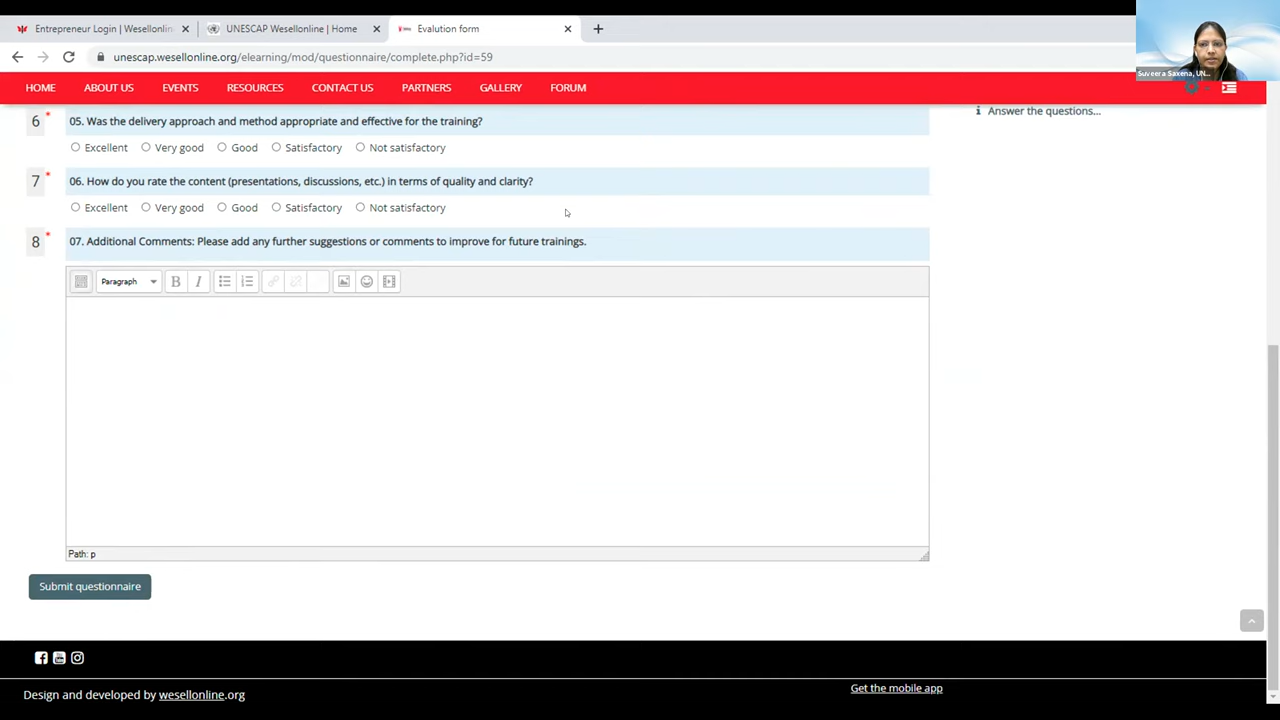 Entrepreneur Login | Wesellonlin
UNESCAP Wesellonline | Home
Evalution form
unescap.wesellonline.org/elearning/mod/questionnaire/complete.php?id=59
Suveera Saxena, UN...
HOME
ABOUT US
EVENTS
RESOURCES
CONTACT US
PARTNERS
GALLERY
FORUM
Answer the questions...
6 * 05. Was the delivery approach and method appropriate and effective for the training?
Excellent Very good Good Satisfactory Not satisfactory
7 * 06. How do you rate the content (presentations, discussions, etc.) in terms of quality and clarity?
Excellent Very good Good Satisfactory Not satisfactory
8 * 07. Additional Comments: Please add any further suggestions or comments to improve for future trainings.
Paragraph B I
Path: p
Submit questionnaire
Design and developed by wesellonline.org
Get the mobile app